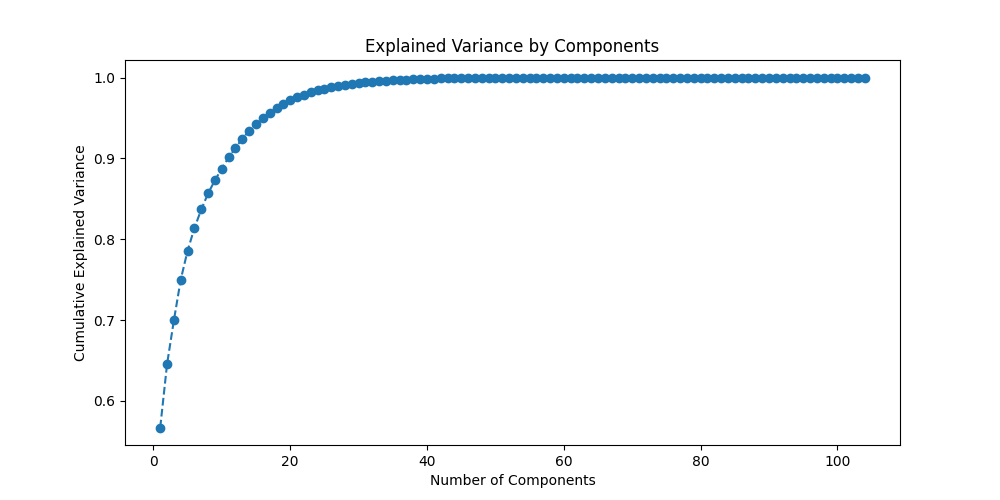 Explained Variance by Components
Cumulative Explained Variance
1.0
0.9
0.8
0.7
0.6
0 20 40 60 80 100
Number of Components